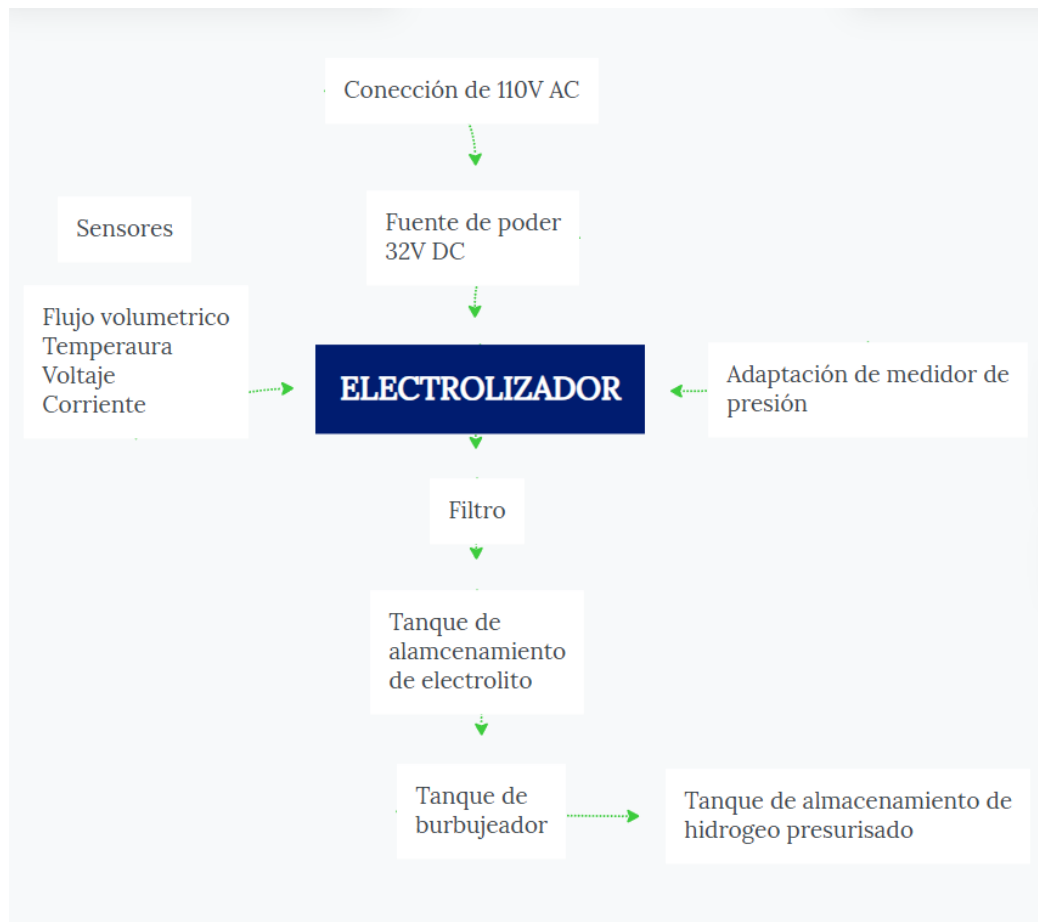 Conección de 110V AC
Fuente de poder
32V DC
Sensores
Flujo volumetrico
Temperaura
Voltaje
Corriente
ELECTROLIZADOR
Adaptación de medidor de
presión
Filtro
Tanque de
alamcenamiento
de electrolito
Tanque de
burbujeador
Tanque de almacenamiento de
hidrogeo presurisado